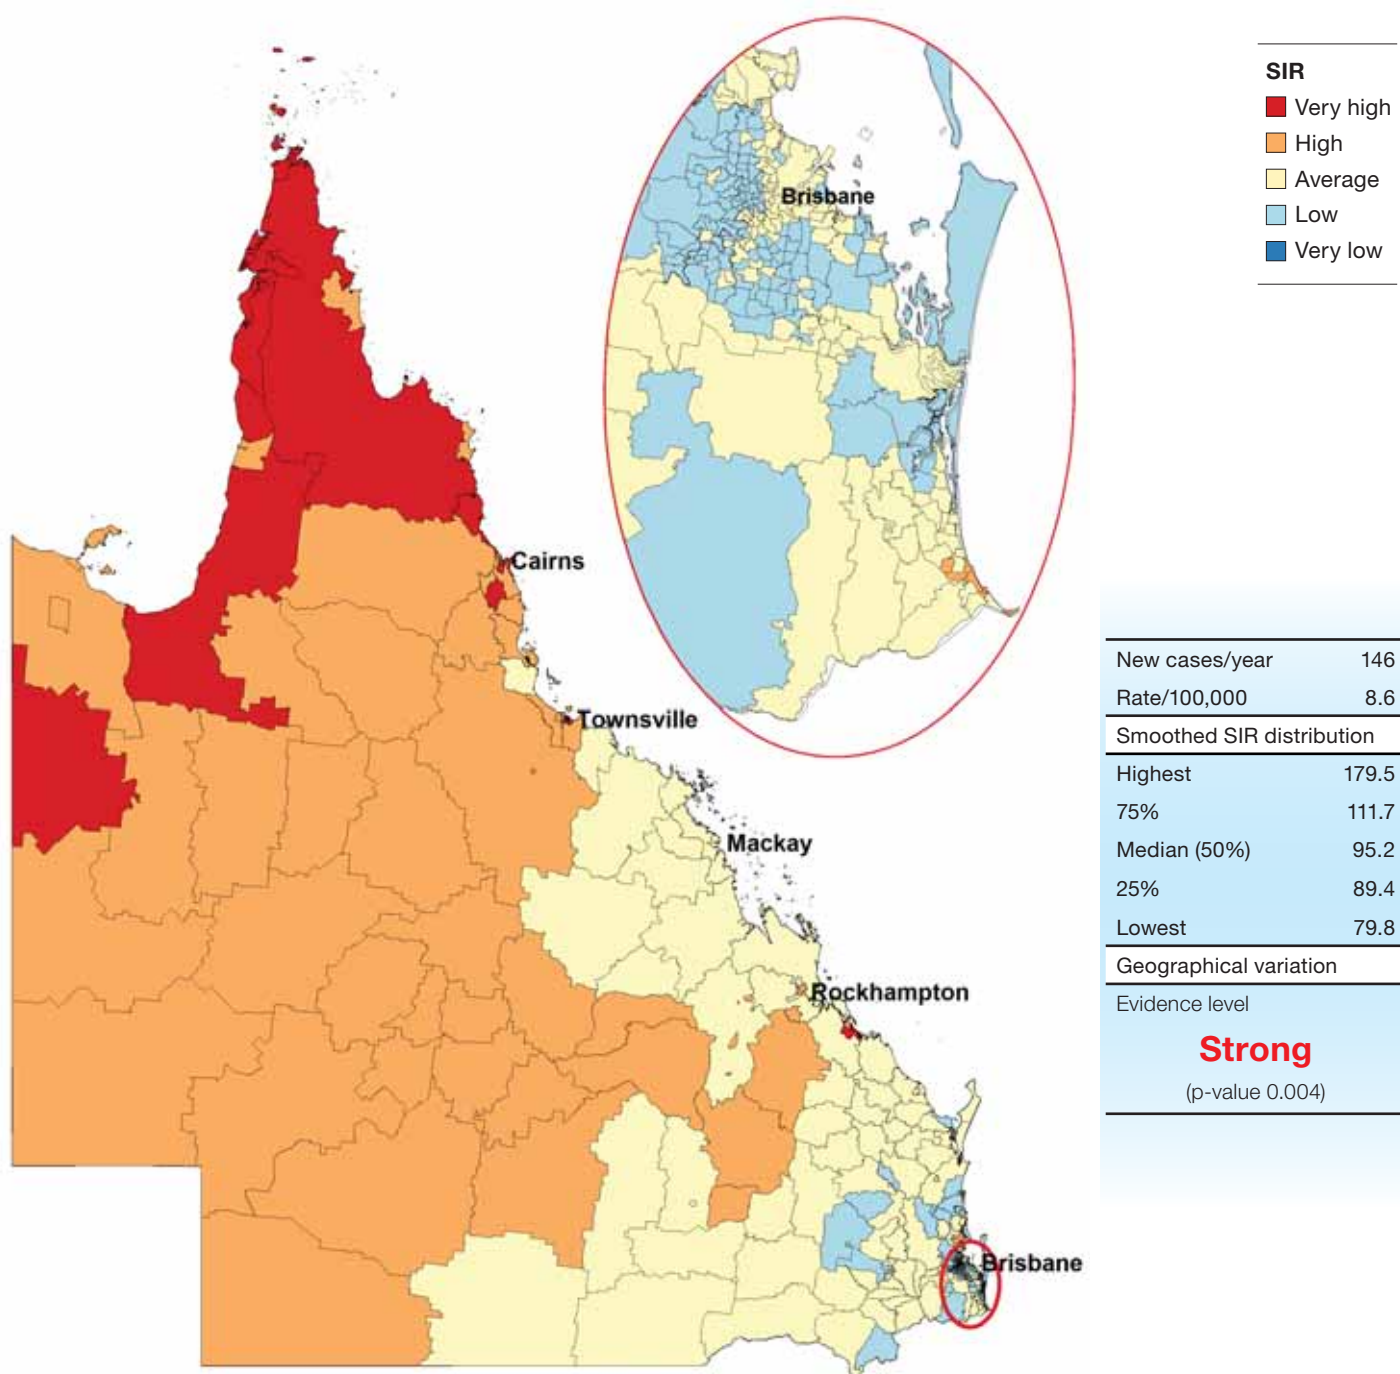 SIR
Very high
High
Average
Low
Very low
Brisbane
Cairns
Townsville
Mackay
Rockhampton
Brisbane
New cases/year 146
Rate/100,000 8.6
Smoothed SIR distribution
Highest 179.5
75% 111.7
Median (50%) 95.2
25% 89.4
Lowest 79.8
Geographical variation
Evidence level
Strong
(p-value 0.004)